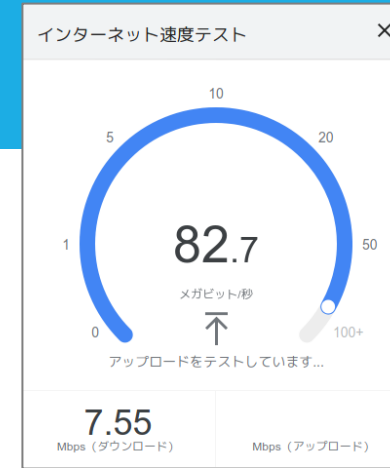 インターネット速度テスト
×
10
5
20
1
50
82.7
メガビット/秒
0
100+
アップロードをテストしています...
7.55
Mbps（ダウンロード）
Mbps（アップロード）